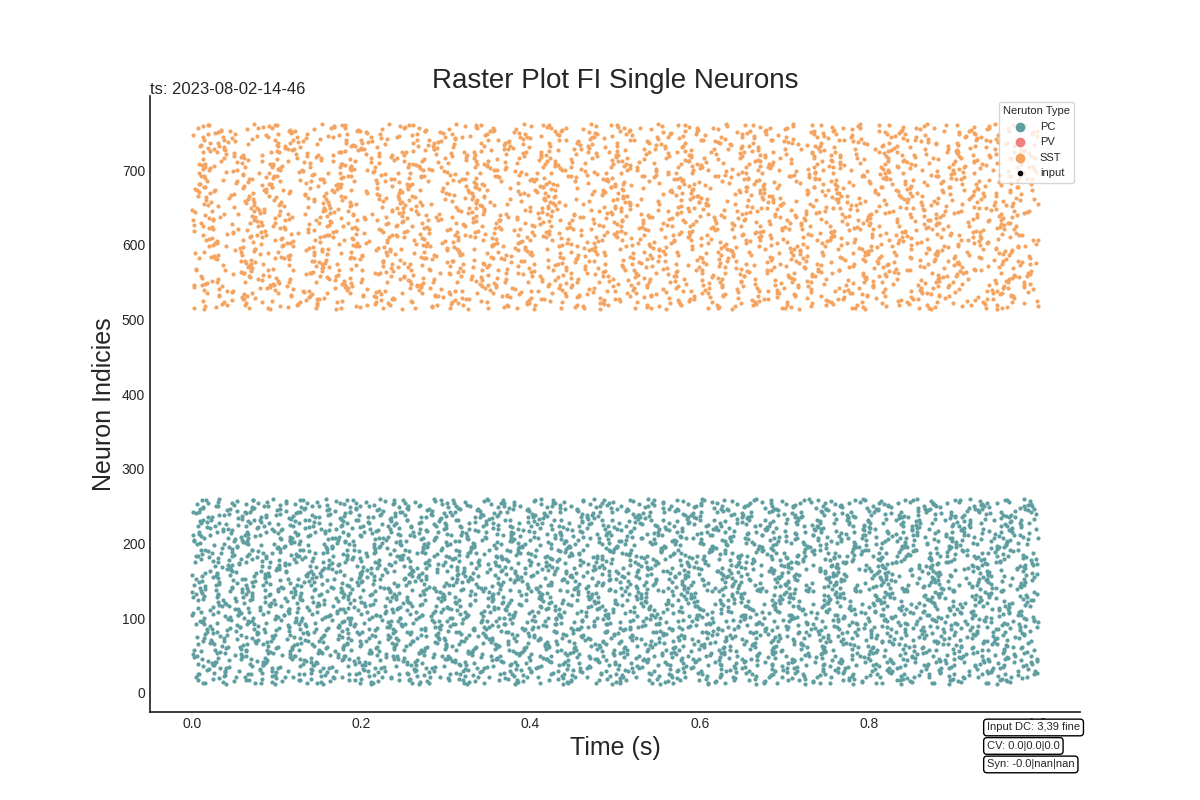 Raster Plot FI Single Neurons
ts: 2023-08-02-14-46
Neruton Type
PC
PV
SST
input
Neuron Indicies
700
600
500
400
300
200
100
0
0.0
0.2
0.4
0.6
0.8
Time (s)
Input DC: 3,39 fine
CV: 0.0|0.0|0.0
Syn: -0.0|nan|nan